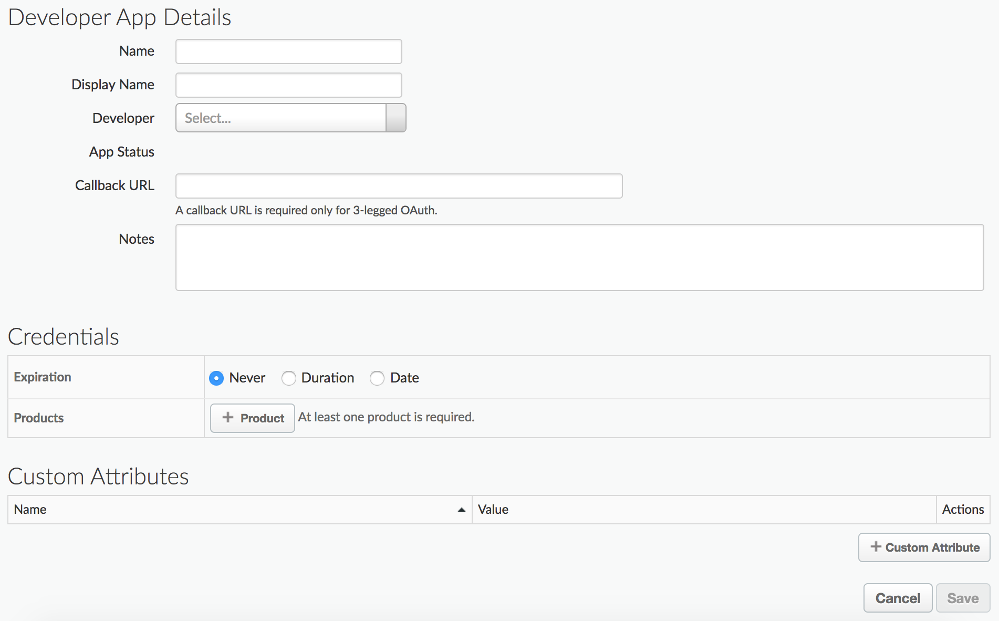 Developer App Details
Name
Display Name
Developer Select...
App Status
Callback URL
A callback URL is required only for 3-legged OAuth.
Notes
Credentials
Expiration Never Duration Date
Products + Product At least one product is required.
Custom Attributes
Name Value Actions
+ Custom Attribute
Cancel Save